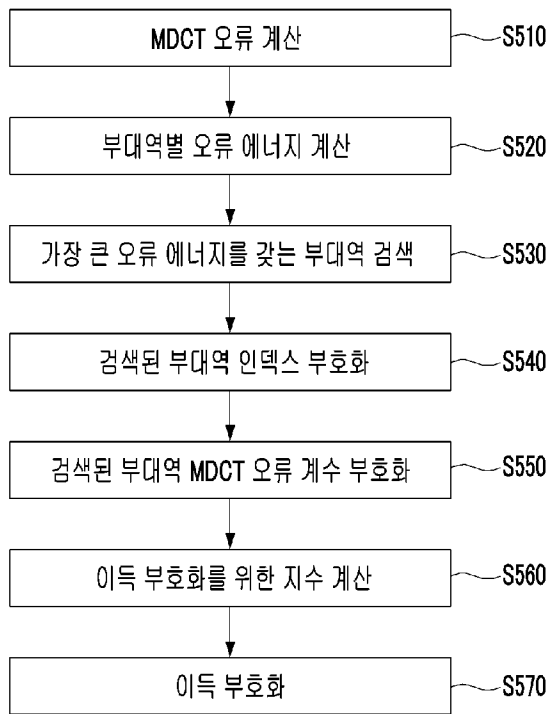 MDCT 오류 계산 S510
부대역별 오류 에너지 계산 S520
가장 큰 오류 에너지를 갖는 부대역 검색 S530
검색된 부대역 인덱스 부호화 S540
검색된 부대역 MDCT 오류 계수 부호화 S550
이득 부호화를 위한 지수 계산 S560
이득 부호화 S570